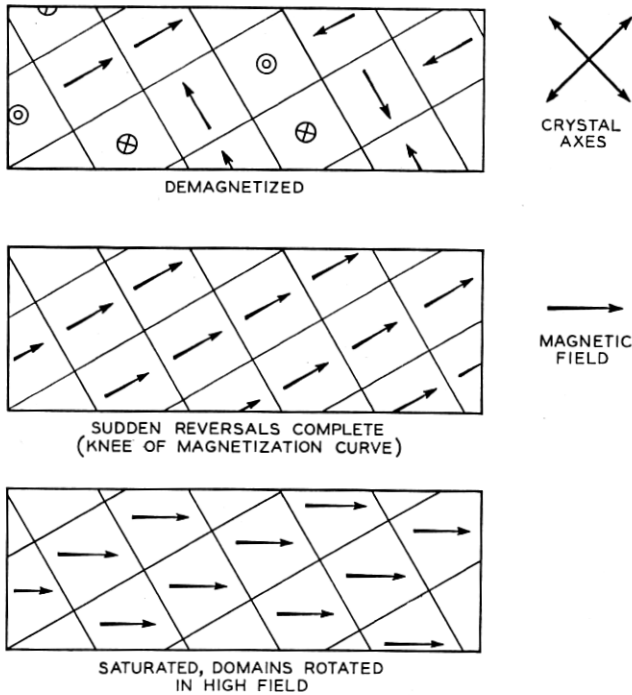 CRYSTAL
AXES
DEMAGNETIZED
MAGNETIC
FIELD
SUDDEN REVERSALS COMPLETE
(KNEE OF MAGNETIZATION CURVE)
SATURATED, DOMAINS ROTATED
IN HIGH FIELD